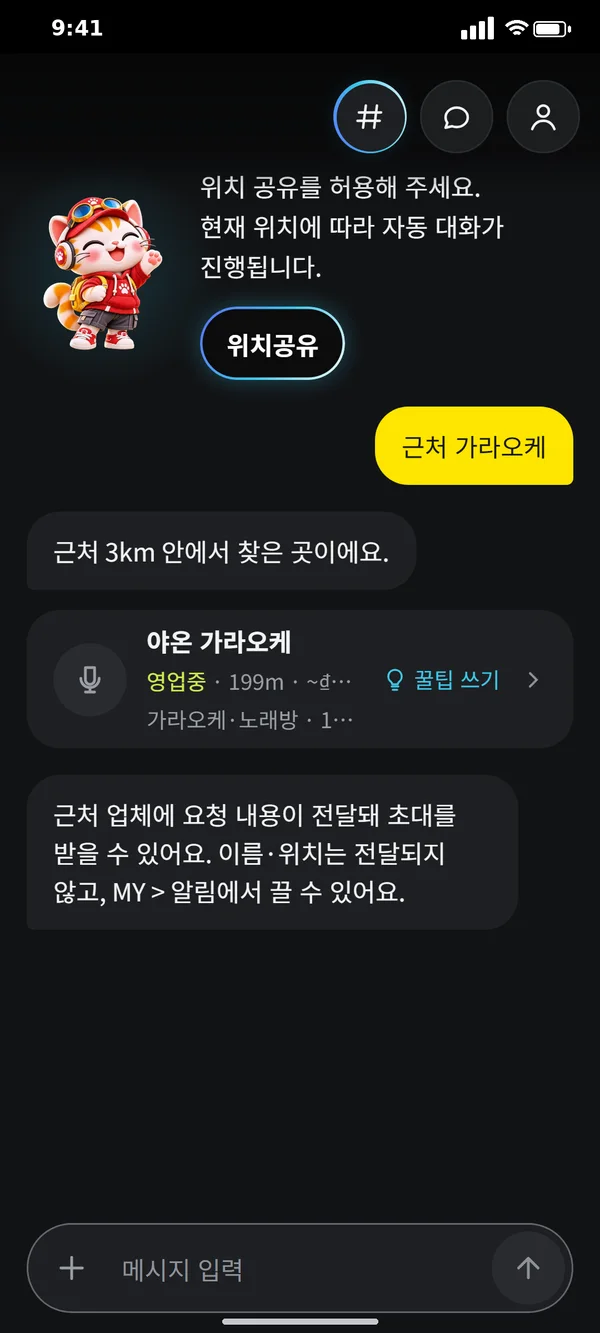 9:41
위치 공유를 허용해 주세요.
현재 위치에 따라 자동 대화가
진행됩니다.
위치공유
근처 가라오케
근처 3km 안에서 찾은 곳이에요.
야온 가라오케
영업중 · 199m · ~₫…
꿀팁 쓰기
가라오케·노래방 · 1…
근처 업체에 요청 내용이 전달돼 초대를
받을 수 있어요. 이름·위치는 전달되지
않고, MY > 알림에서 끌 수 있어요.
메시지 입력